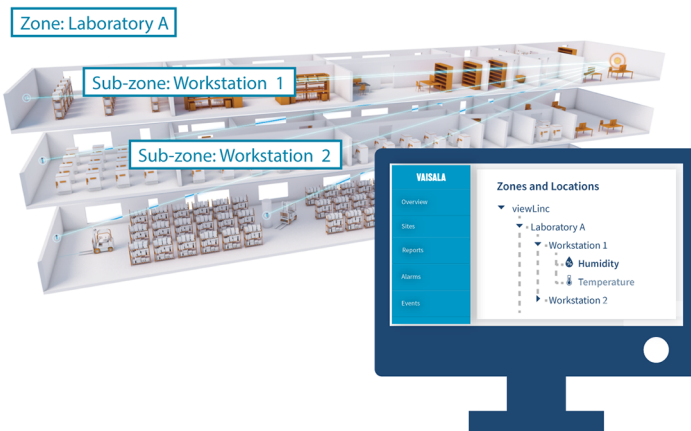 Zone: Laboratory A
Sub-zone: Workstation 1
Sub-zone: Workstation 2
VAISALA
Overview
Sites
Reports
Alarms
Events
Zones and Locations
viewLinc
Laboratory A
Workstation 1
Humidity
Temperature
Workstation 2